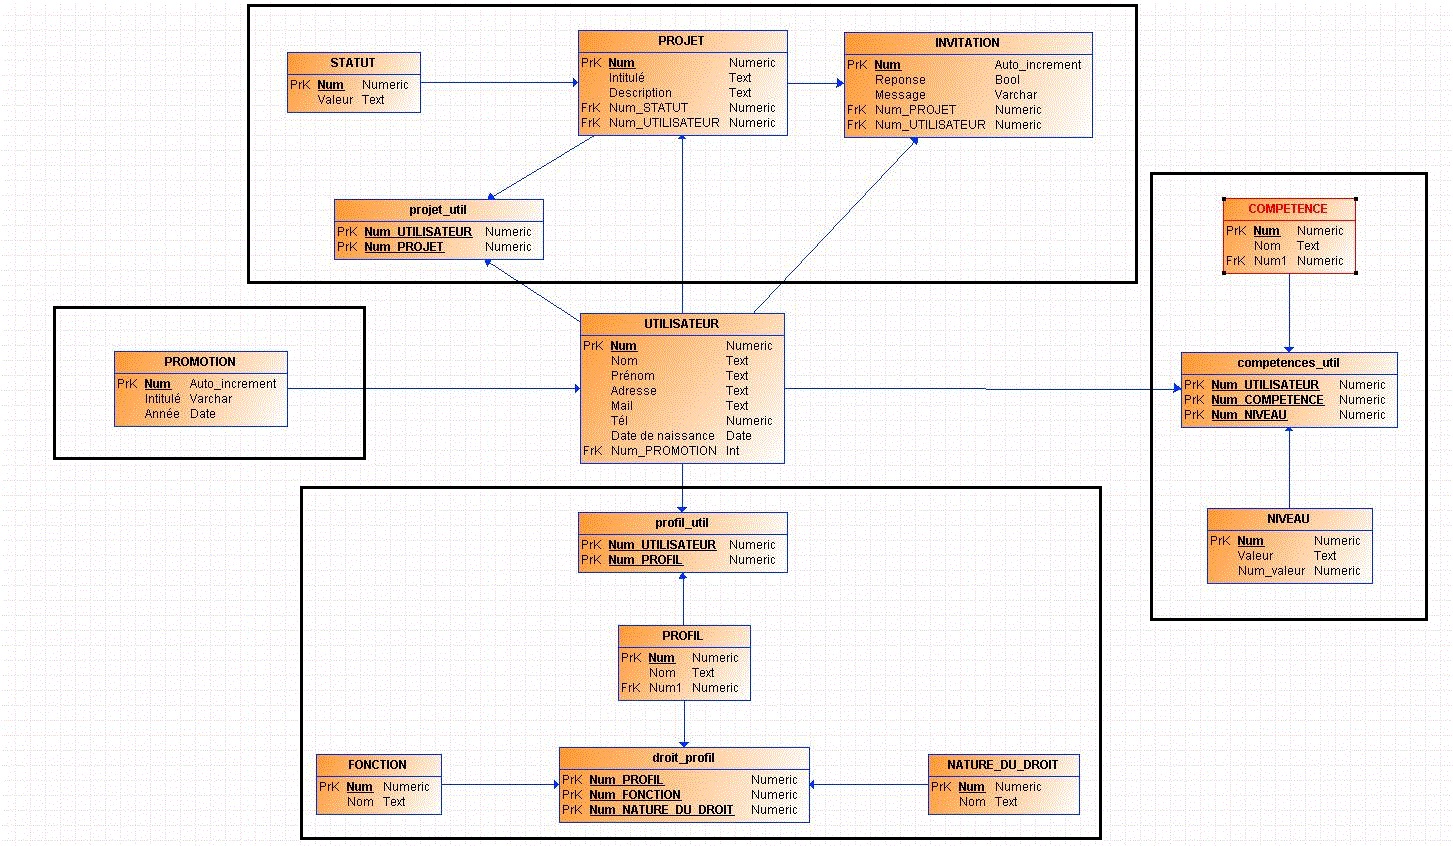 STATUT
PrK Num Numeric
Valeur Text
PROJET
PrK Num Numeric
Intitulé Text
Description Text
FrK Num_STATUT Numeric
FrK Num_UTILISATEUR Numeric
INVITATION
PrK Num Auto_increment
Reponse Bool
Message Varchar
FrK Num_PROJET Numeric
FrK Num_UTILISATEUR Numeric
projet_util
PrK Num_UTILISATEUR Numeric
PrK Num_PROJET Numeric
COMPETENCE
PrK Num Numeric
Nom Text
FrK Num1 Numeric
PROMOTION
PrK Num Auto_increment
Intitulé Varchar
Année Date
UTILISATEUR
PrK Num Numeric
Nom Text
Prénom Text
Adresse Text
Mail Text
Tél Numeric
Date de naissance Date
FrK Num_PROMOTION Int
competences_util
PrK Num_UTILISATEUR Numeric
PrK Num_COMPETENCE Numeric
PrK Num_NIVEAU Numeric
NIVEAU
PrK Num Numeric
Valeur Text
Num_valeur Numeric
profil_util
PrK Num_UTILISATEUR Numeric
PrK Num_PROFIL Numeric
PROFIL
PrK Num Numeric
Nom Text
FrK Num1 Numeric
FONCTION
PrK Num Numeric
Nom Text
droit_profil
PrK Num_PROFIL Numeric
PrK Num_FONCTION Numeric
PrK Num_NATURE_DU_DROIT Numeric
NATURE_DU_DROIT
PrK Num Numeric
Nom Text